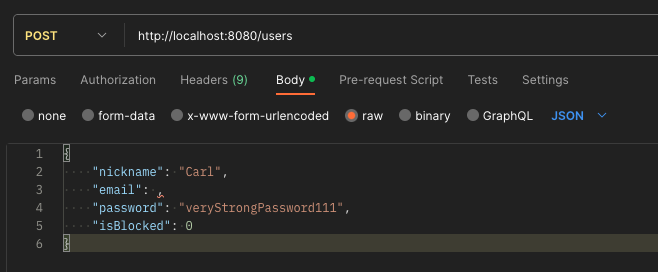 POST http://localhost:8080/users
Params Authorization Headers (9) Body Pre-request Script Tests Settings
none form-data x-www-form-urlencoded raw binary GraphQL JSON
1 {
2 "nickname": "Carl",
3 "email": ,
4 "password": "veryStrongPassword111",
5 "isBlocked": 0
6 }